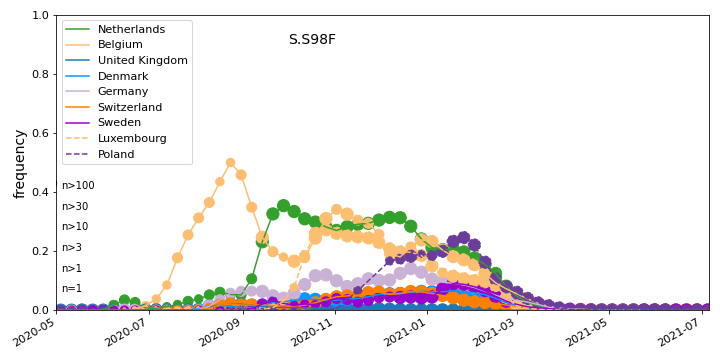 S.S98F
Netherlands
Belgium
United Kingdom
Denmark
Germany
Switzerland
Sweden
Luxembourg
Poland
n>100
n>30
n>10
n>3
n>1
n=1
frequency
1.0
0.8
0.6
0.4
0.2
0.0
2020-05
2020-07
2020-09
2020-11
2021-01
2021-03
2021-05
2021-07